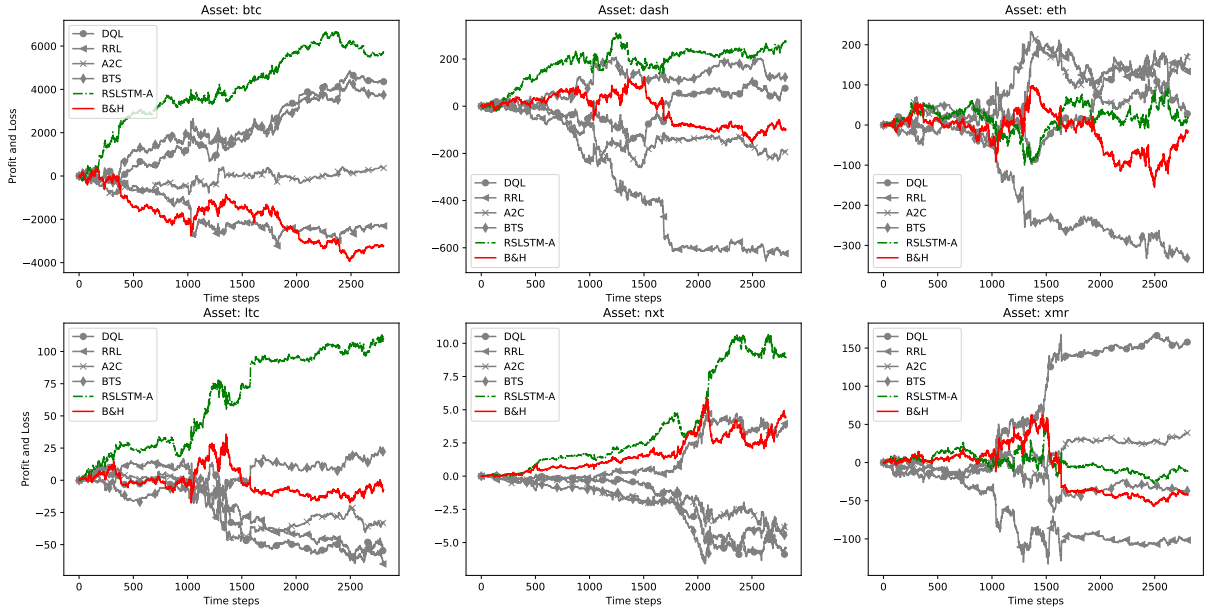 Asset: btc
Profit and Loss
6000
4000
2000
0
−2000
−4000
DQL
RRL
A2C
BTS
RSLSTM-A
B&H
0 500 1000 1500 2000 2500
Time steps
Asset: dash
200
0
−200
−400
−600
DQL
RRL
A2C
BTS
RSLSTM-A
B&H
0 500 1000 1500 2000 2500
Time steps
Asset: eth
200
100
0
−100
−200
−300
DQL
RRL
A2C
BTS
RSLSTM-A
B&H
0 500 1000 1500 2000 2500
Time steps
Asset: ltc
Profit and Loss
100
75
50
25
0
−25
−50
DQL
RRL
A2C
BTS
RSLSTM-A
B&H
0 500 1000 1500 2000 2500
Time steps
Asset: nxt
10.0
7.5
5.0
2.5
0.0
−2.5
−5.0
DQL
RRL
A2C
BTS
RSLSTM-A
B&H
0 500 1000 1500 2000 2500
Time steps
Asset: xmr
150
100
50
0
−50
−100
DQL
RRL
A2C
BTS
RSLSTM-A
B&H
0 500 1000 1500 2000 2500
Time steps